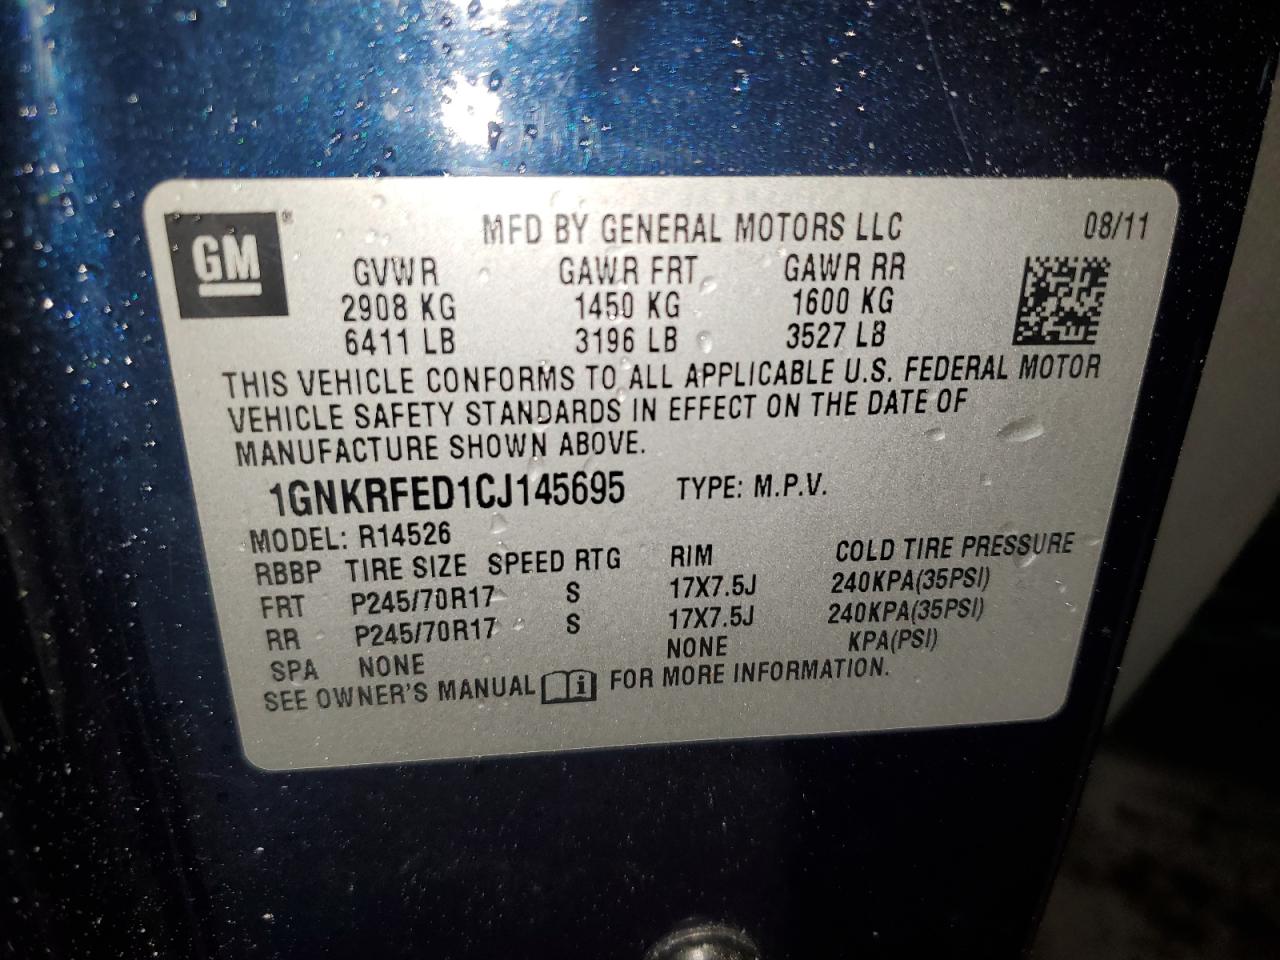 GM®
MFD BY GENERAL MOTORS LLC 08/11
GVWR GAWR FRT GAWR RR
2908 KG 1450 KG 1600 KG
6411 LB 3196 LB 3527 LB
THIS VEHICLE CONFORMS TO ALL APPLICABLE U.S. FEDERAL MOTOR
VEHICLE SAFETY STANDARDS IN EFFECT ON THE DATE OF
MANUFACTURE SHOWN ABOVE.
1GNKRFED1CJ145695 TYPE: M.P.V.
MODEL: R14526
RBBP TIRE SIZE SPEED RTG RIM COLD TIRE PRESSURE
FRT P245/70R17 S 17X7.5J 240KPA(35PSI)
RR P245/70R17 S 17X7.5J 240KPA(35PSI)
SPA NONE NONE KPA(PSI)
SEE OWNER'S MANUAL i FOR MORE INFORMATION.